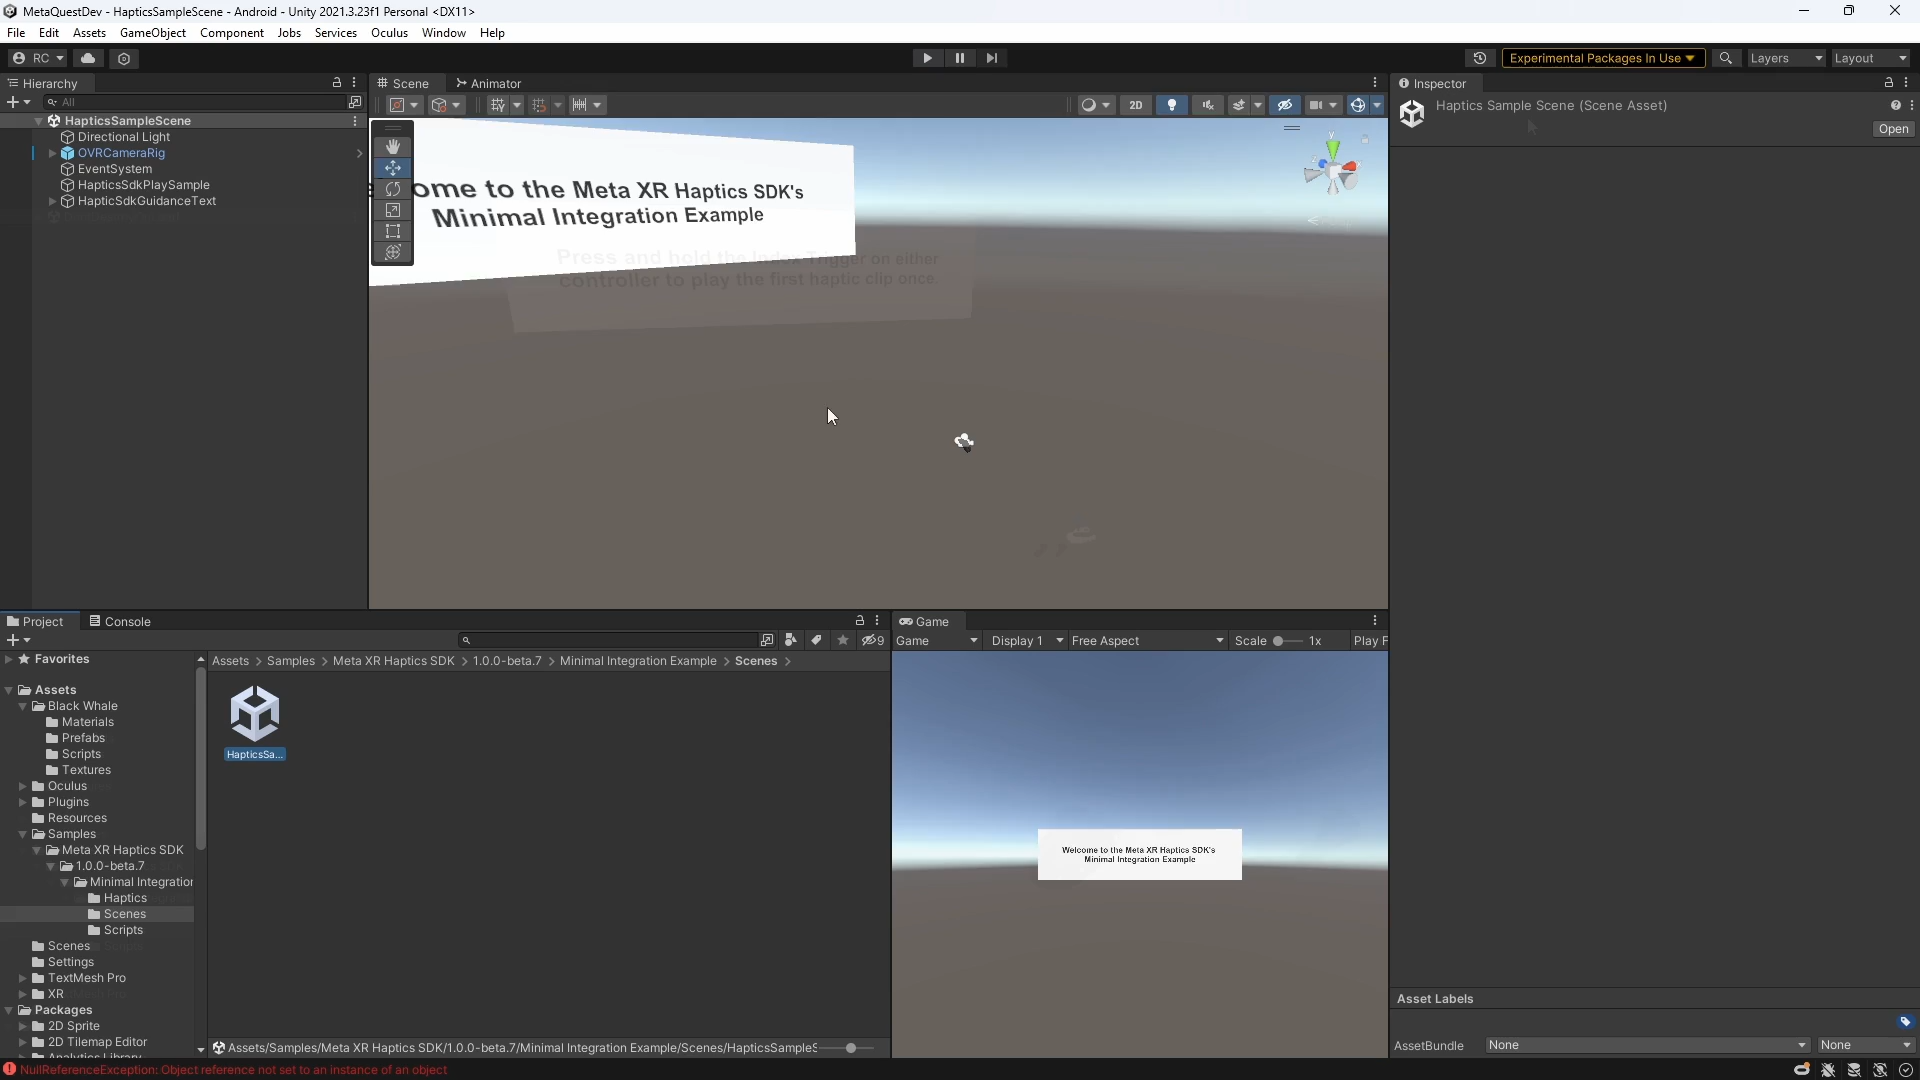 MetaQuestDev - HapticsSampleScene - Android - Unity 2021.3.23f1 Personal <DX11>
File Edit Assets GameObject Component Jobs Services Oculus Window Help
RC
Experimental Packages In Use
Layers
Layout
Hierarchy
All
HapticsSampleScene
Directional Light
OVRCameraRig
EventSystem
HapticsSdkPlaySample
HapticSdkGuidanceText
Scene
Animator
2D
ome to the Meta XR Haptics SDK's
Minimal Integration Example
Press and hold the Index Trigger on either
controller to play the first haptic clip once.
y
Inspector
Haptics Sample Scene (Scene Asset)
Open
Project
Console
9
Favorites
Assets
Black Whale
Materials
Prefabs
Scripts
Textures
Oculus
Plugins
Resources
Samples
Meta XR Haptics SDK
1.0.0-beta.7
Minimal Integration
Haptics
Scenes
Scripts
Scenes
Settings
TextMesh Pro
XR
Packages
2D Sprite
2D Tilemap Editor
Analytics Library
Assets > Samples > Meta XR Haptics SDK > 1.0.0-beta.7 > Minimal Integration Example > Scenes >
HapticsSa...
Assets/Samples/Meta XR Haptics SDK/1.0.0-beta.7/Minimal Integration Example/Scenes/HapticsSampleS
Game
Game
Display 1
Free Aspect
Scale
1x
Play F
Welcome to the Meta XR Haptics SDK's
Minimal Integration Example
Asset Labels
AssetBundle
None
None
NullReferenceException: Object reference not set to an instance of an object